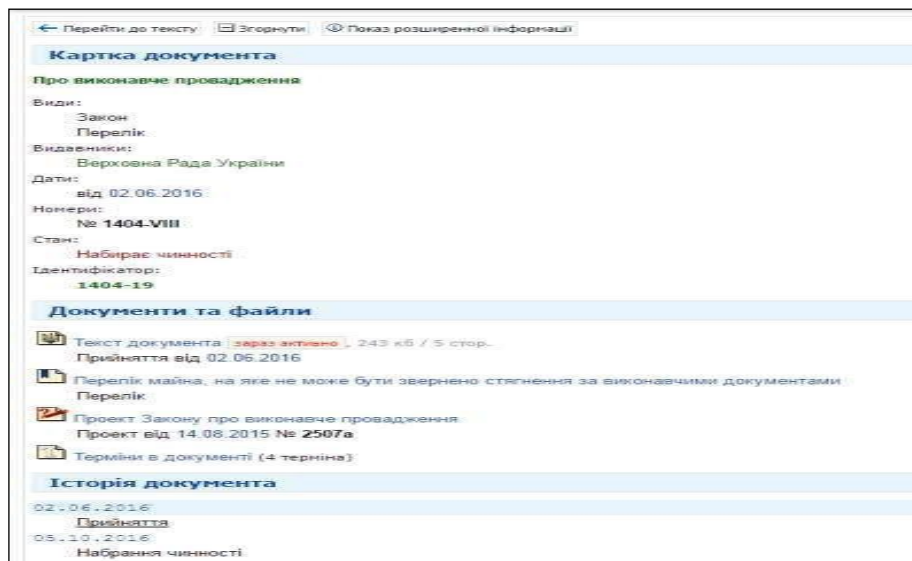 ← Перейти до тексту Згорнути Показ розширенної інформації
Картка документа
Про виконавче провадження
Види:
Закон
Перелік
Видавники:
Верховна Рада України
Дати:
від 02.06.2016
Номери:
№ 1404-VIII
Стан:
Набирає чинності
Ідентифікатор:
1404-19
Документи та файли
Текст документа зараз активно , 243 кб / 5 стор.
Прийняття від 02.06.2016
Перелік майна, на яке не може бути звернено стягнення за виконавчими документами
Перелік
Проект Закону про виконавче провадження
Проект від 14.08.2015 № 2507а
Терміни в документі (4 терміна)
Історія документа
02.06.2016
Прийняття
05.10.2016
Набрання чинності